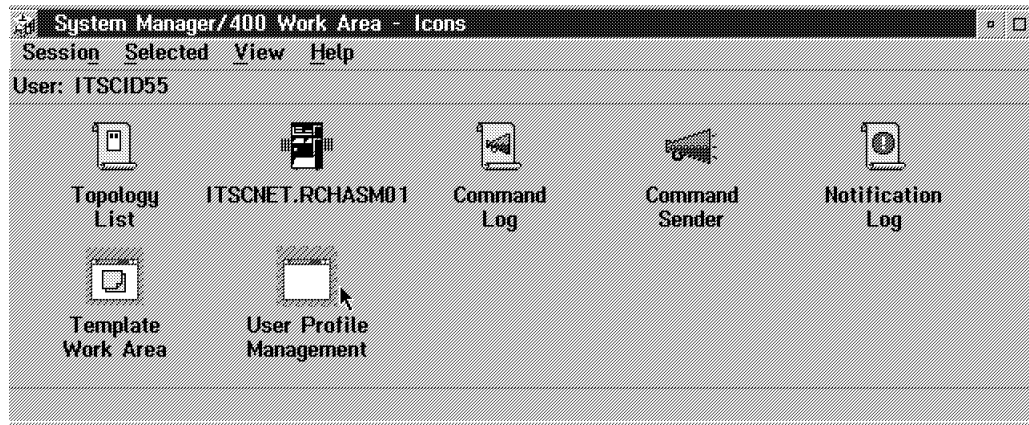 System Manager/400 Work Area - Icons
Session Selected View Help
User: ITSCID55
Topology List
ITSCNET.RCHASM01
Command Log
Command Sender
Notification Log
Template Work Area
User Profile Management